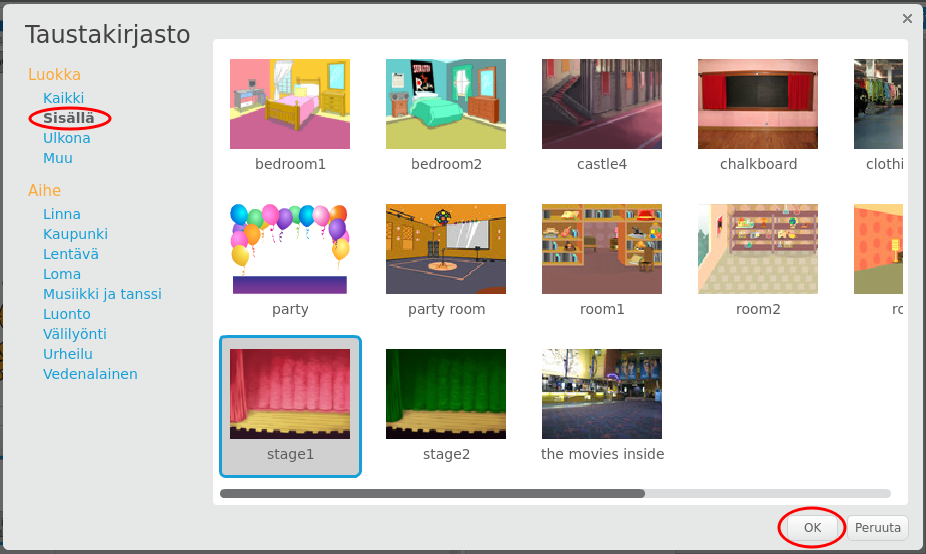 Taustakirjasto
Luokka
Kaikki
Sisällä
Ulkona
Muu
Aihe
Linna
Kaupunki
Lentävä
Loma
Musiikki ja tanssi
Luonto
Välilyönti
Urheilu
Vedenalainen
bedroom1
bedroom2
castle4
chalkboard
clothi
party
party room
room1
room2
ro
stage1
stage2
the movies inside
OK
Peruuta